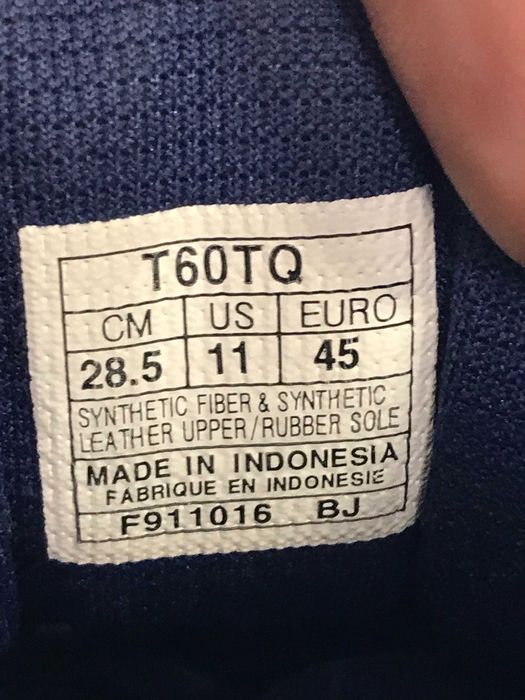 T60TQ
CM US EURO
28.5 11 45
SYNTHETIC FIBER & SYNTHETIC
LEATHER UPPER/RUBBER SOLE
MADE IN INDONESIA
FABRIQUE EN INDONESIE
F911016 BJ